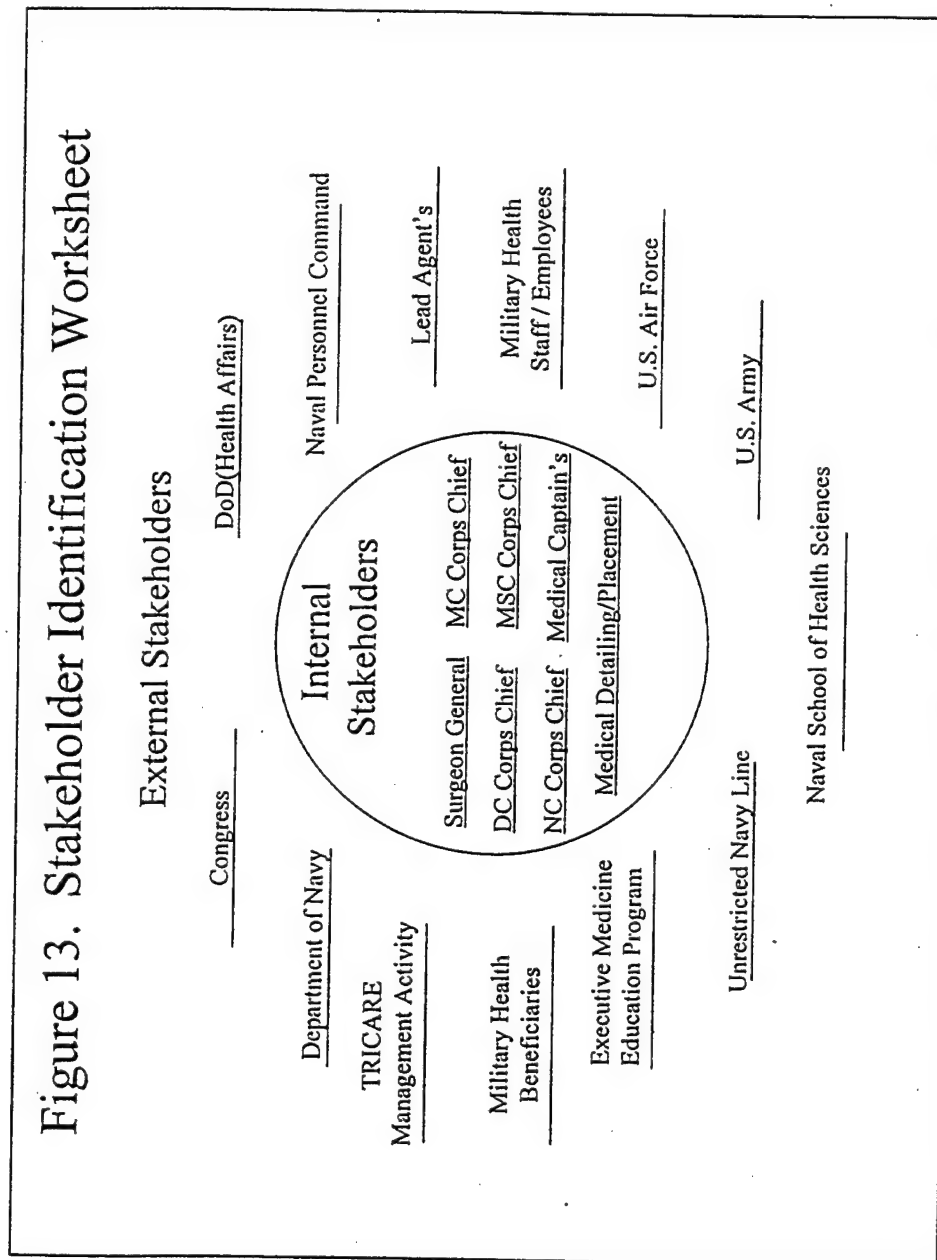 Figure 13. Stakeholder Identification Worksheet
External Stakeholders
Congress
DoD(Health Affairs)
Department of Navy
Naval Personnel Command
TRICARE
Management Activity
Lead Agent's
Military Health
Beneficiaries
Military Health
Staff / Employees
Executive Medicine
Education Program
U.S. Air Force
Unrestricted Navy Line
U.S. Army
Naval School of Health Sciences
Internal
Stakeholders
Surgeon General
MC Corps Chief
DC Corps Chief
MSC Corps Chief
NC Corps Chief
Medical Captain's
Medical Detailing/Placement